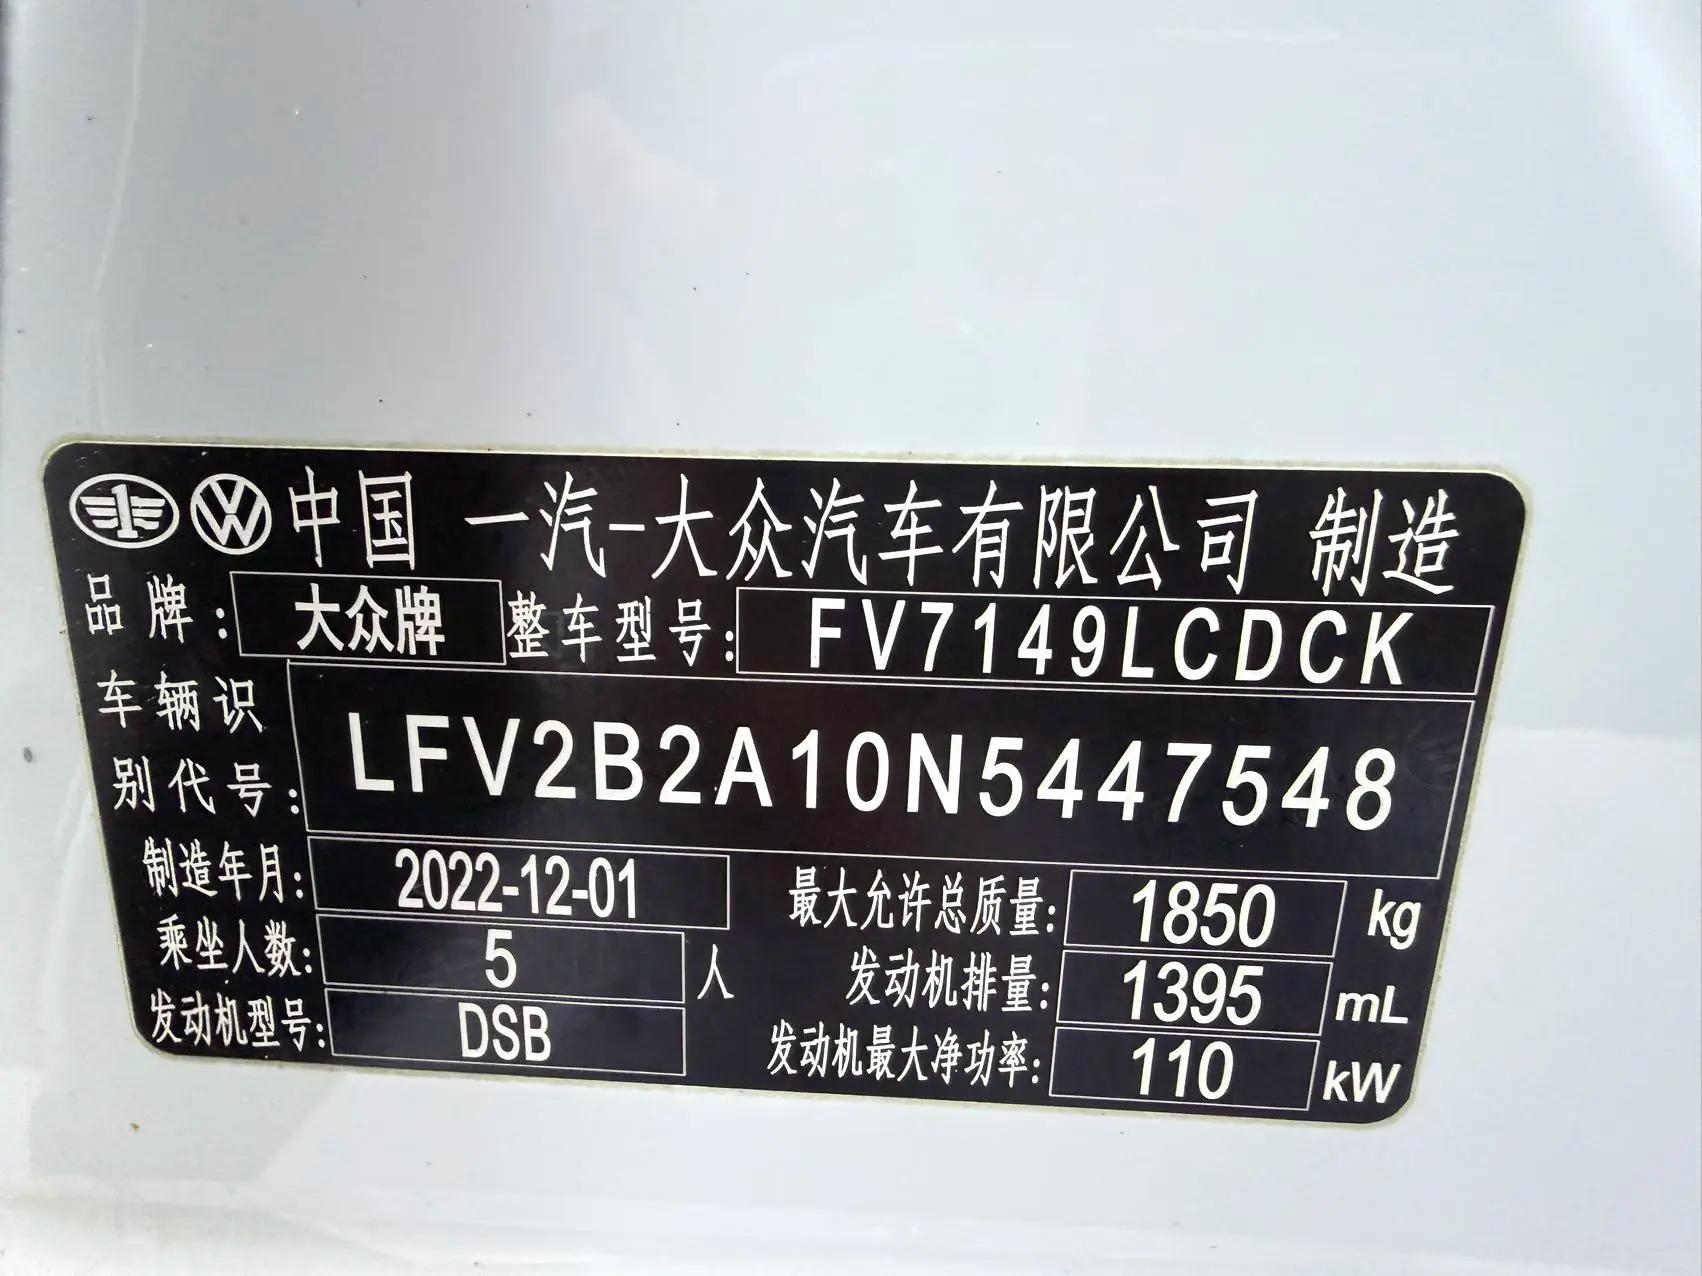 中国 一汽-大众汽车有限公司 制造
品牌: 大众牌 整车型号: FV7149LCDCK
车辆识别代号: LFV2B2A10N5447548
制造年月: 2022-12-01 最大允许总质量: 1850 kg
乘坐人数: 5 人 发动机排量: 1395 mL
发动机型号: DSB 发动机最大净功率: 110 kW